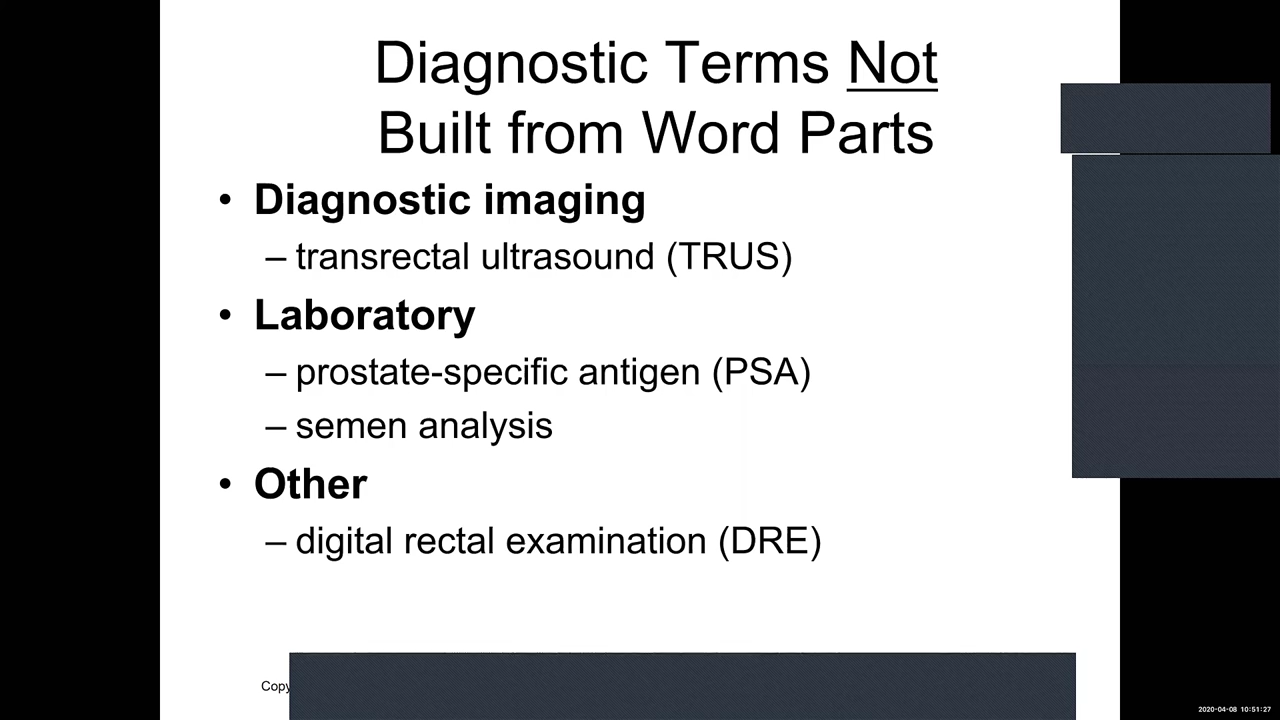 Diagnostic Terms Not
Built from Word Parts
• Diagnostic imaging
– transrectal ultrasound (TRUS)
• Laboratory
– prostate-specific antigen (PSA)
– semen analysis
• Other
– digital rectal examination (DRE)
Copy
2020-04-08 10:51:27